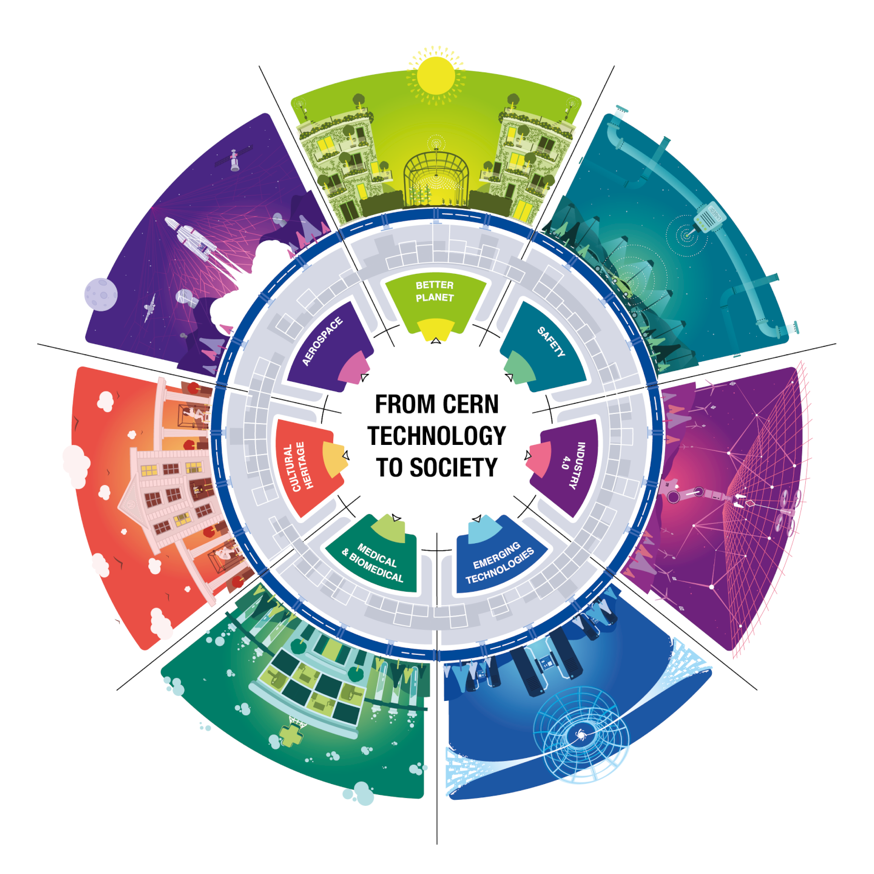 FROM CERN
TECHNOLOGY
TO SOCIETY
BETTER
PLANET
SAFETY
INDUSTRY
4.0
EMERGING
TECHNOLOGIES
MEDICAL
& BIOMEDICAL
CULTURAL
HERITAGE
AEROSPACE